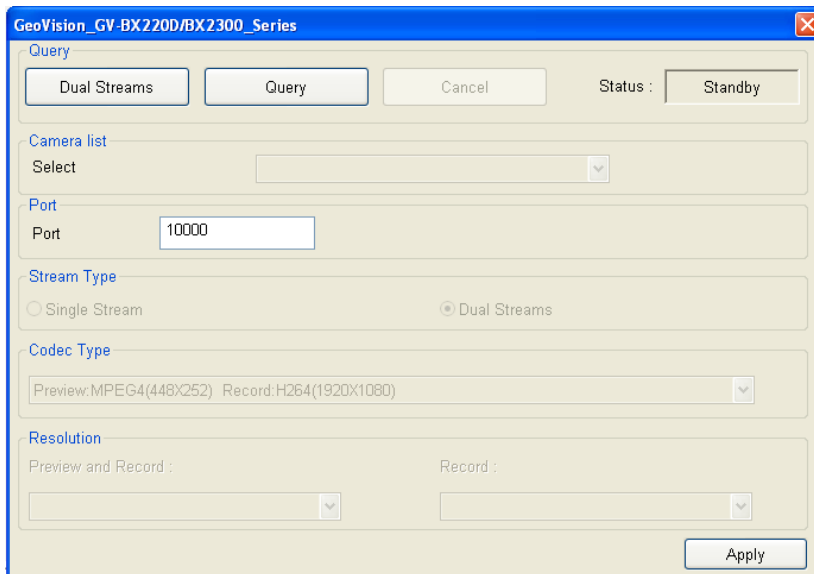 GeoVision_GV-BX220D/BX2300_Series
Query
Dual Streams Query Cancel Status : Standby
Camera list
Select
Port
Port 10000
Stream Type
Single Stream Dual Streams
Codec Type
Preview:MPEG4(448X252) Record:H264(1920X1080)
Resolution
Preview and Record : Record :
Apply